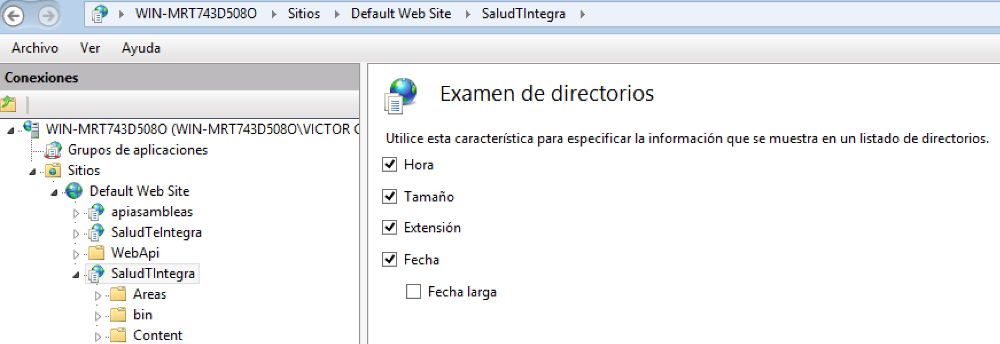 WIN-MRT743D508O Sitios Default Web Site SaludTIntegra
Archivo Ver Ayuda
Conexiones
WIN-MRT743D508O (WIN-MRT743D508O\VICTOR
Grupos de aplicaciones
Sitios
Default Web Site
apiasambleas
SaludTeIntegra
WebApi
SaludTIntegra
Areas
bin
Content
Examen de directorios
Utilice esta característica para especificar la información que se muestra en un listado de directorios.
Hora
Tamaño
Extensión
Fecha
Fecha larga